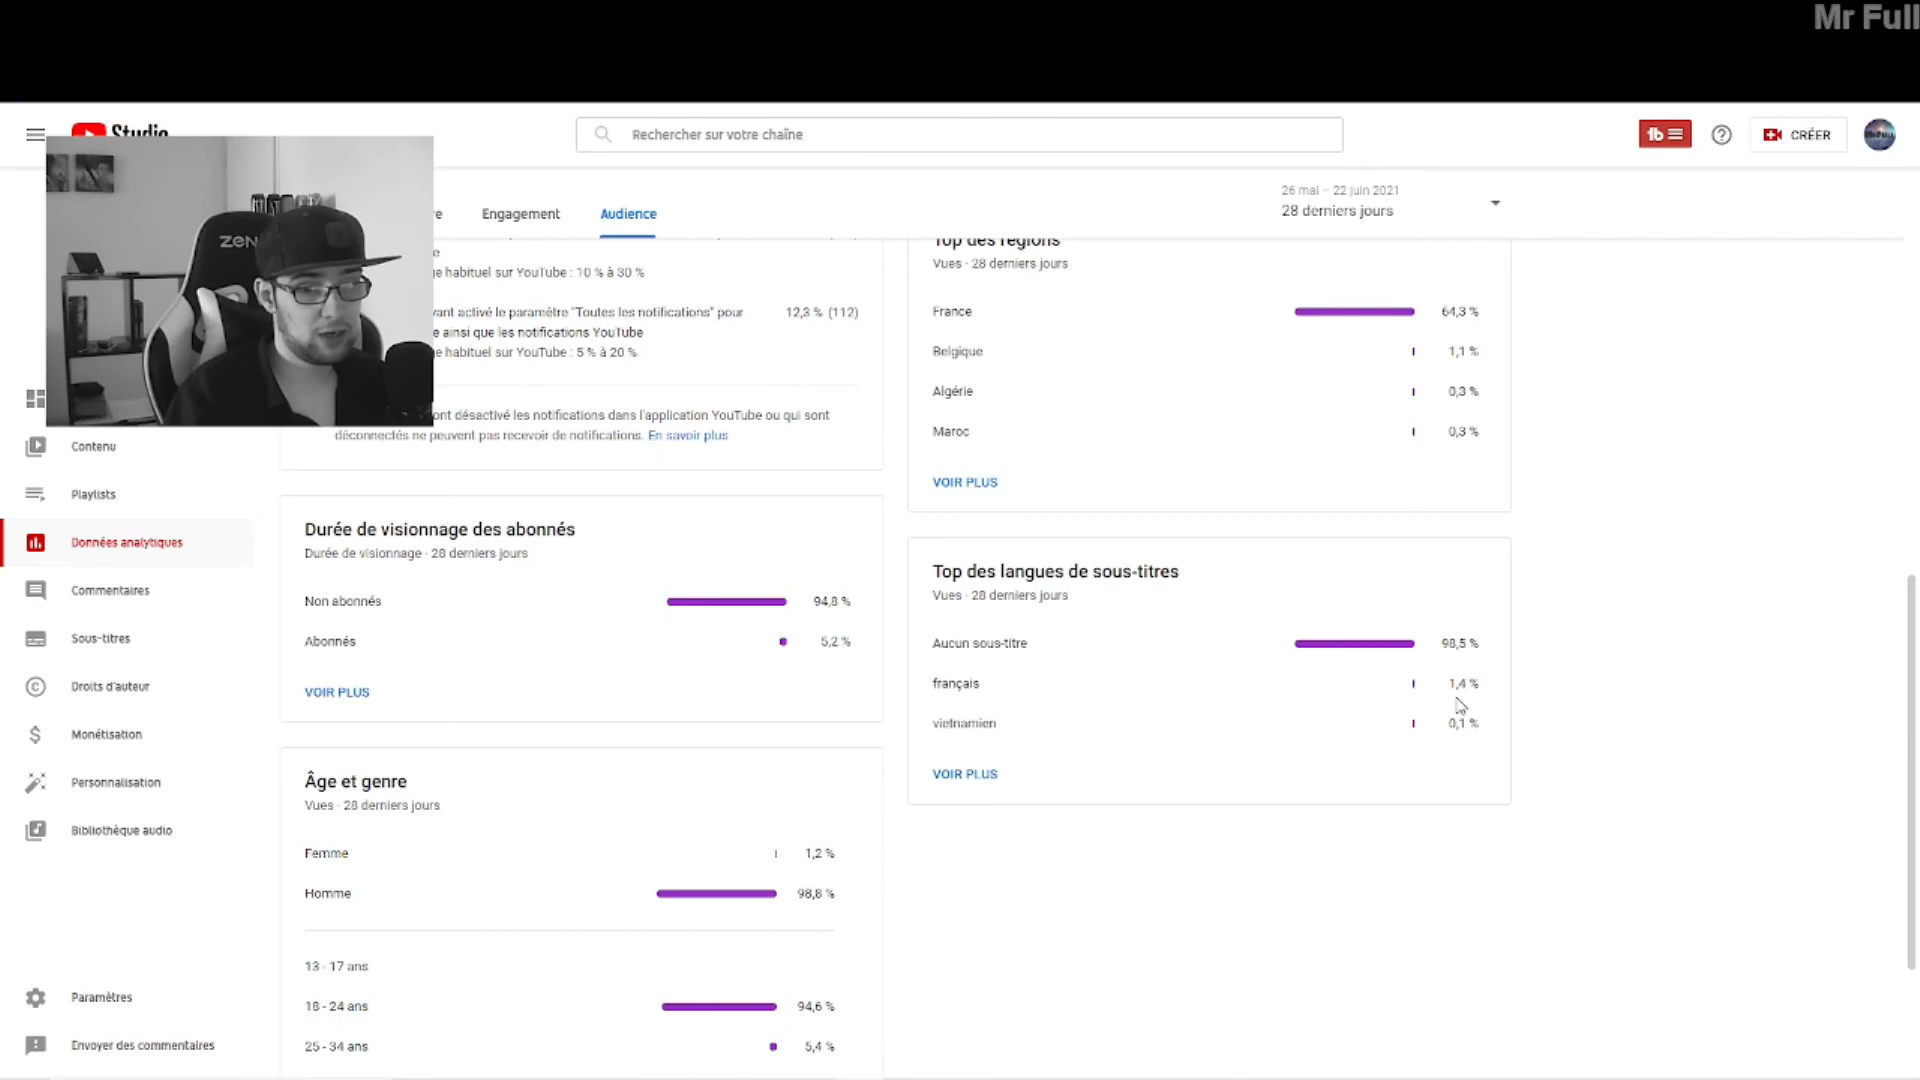 Mr Full
Studio
Rechercher sur votre chaîne
CRÉER
ZEN
Engagement
Audience
26 mai – 22 juin 2021
28 derniers jours
habituel sur YouTube : 10 % à 30 %
activé le paramètre "Toutes les notifications" pour
12,3 % (112)
ainsi que les notifications YouTube
habituel sur YouTube : 5 % à 20 %
ont désactivé les notifications dans l'application YouTube ou qui sont
déconnectés ne peuvent pas recevoir de notifications. En savoir plus
Contenu
Playlists
Données analytiques
Commentaires
Sous-titres
Droits d'auteur
Monétisation
Personnalisation
Bibliothèque audio
Paramètres
Envoyer des commentaires
Durée de visionnage des abonnés
Durée de visionnage · 28 derniers jours
Non abonnés 94,8 %
Abonnés 5,2 %
VOIR PLUS
Âge et genre
Vues · 28 derniers jours
Femme 1,2 %
Homme 98,8 %
13 - 17 ans
18 - 24 ans 94,6 %
25 - 34 ans 5,4 %
Top des régions
Vues · 28 derniers jours
France 64,3 %
Belgique 1,1 %
Algérie 0,3 %
Maroc 0,3 %
VOIR PLUS
Top des langues de sous-titres
Vues · 28 derniers jours
Aucun sous-titre 98,5 %
français 1,4 %
vietnamien 0,1 %
VOIR PLUS